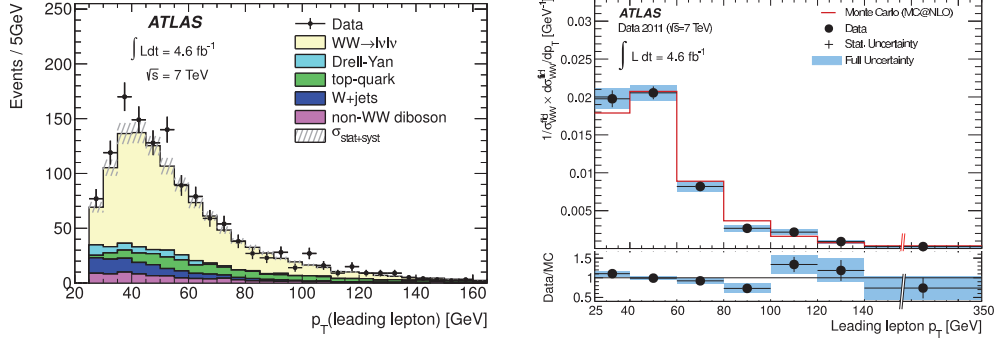 ATLAS
∫ Ldt = 4.6 fb⁻¹
√s = 7 TeV
Data
WW→lνlν
Drell-Yan
top-quark
W+jets
non-WW diboson
σstat+syst
Events / 5GeV
250
200
150
100
50
0
20 40 60 80 100 120 140 160
pT(leading lepton) [GeV]
ATLAS
Data 2011 (√s=7 TeV)
∫ L dt = 4.6 fb⁻¹
Monte Carlo (MC@NLO)
Data
Stat. Uncertainty
Full Uncertainty
1/σ^fid_WW × dσ^fid_WW/dpT [GeV⁻¹]
0.03
0.025
0.02
0.015
0.01
0.005
Data/MC
1.5
1
0.5
25 40 60 80 100 120 140 350
Leading lepton pT [GeV]